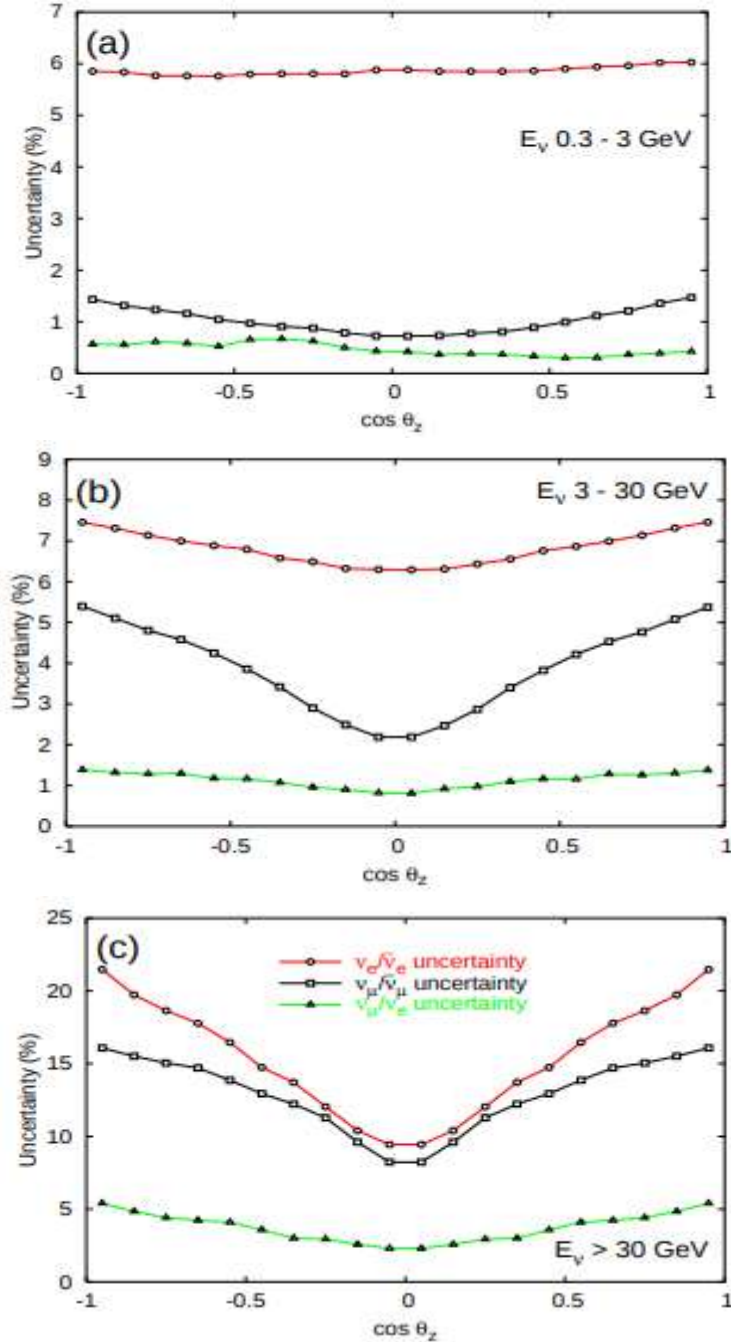 7
(a)
6
5
E_ν 0.3 - 3 GeV
4
Uncertainty (%)
3
2
1
0
-1 -0.5 0 0.5 1
cos θ_z
9
(b)
E_ν 3 - 30 GeV
8
7
6
5
Uncertainty (%)
4
3
2
1
0
-1 -0.5 0 0.5 1
cos θ_z
25
(c)
ν_e/ν̄_e uncertainty
ν_μ/ν̄_μ uncertainty
ν_μ/ν_e uncertainty
20
15
Uncertainty (%)
10
5
E_ν > 30 GeV
0
-1 -0.5 0 0.5 1
cos θ_z